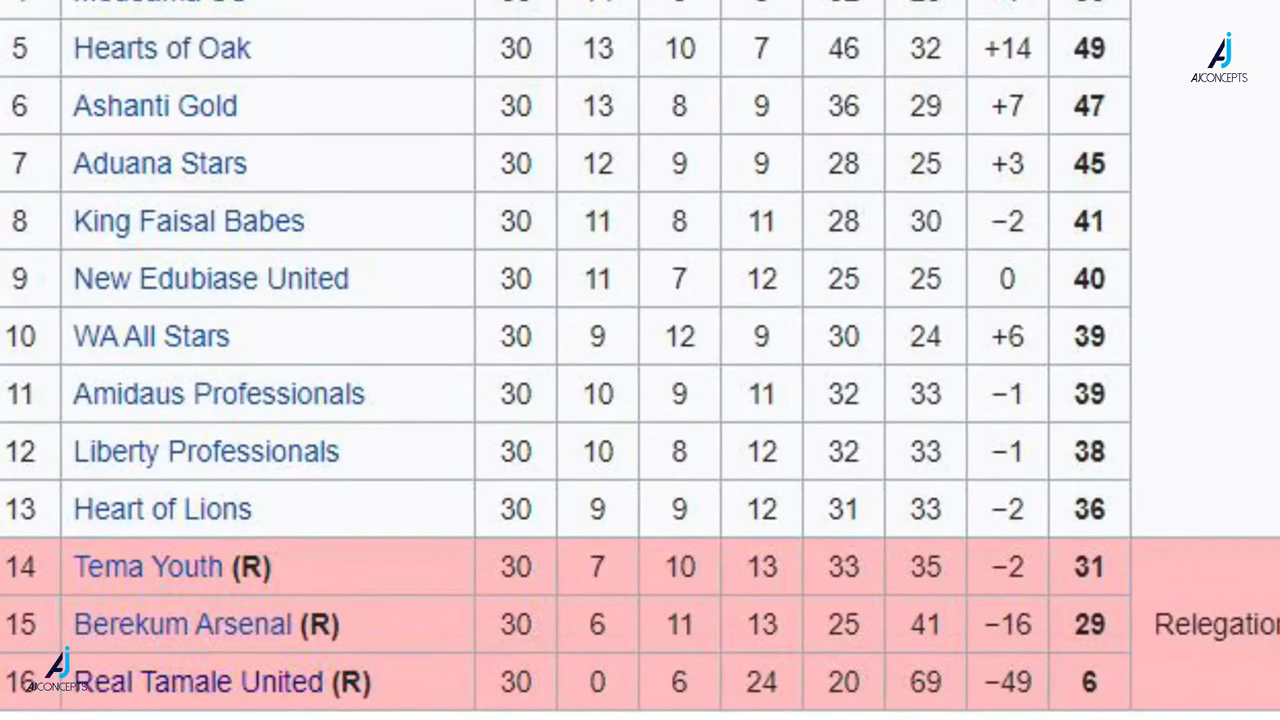 5 Hearts of Oak 30 13 10 7 46 32 +14 49
AJCONCEPTS
6 Ashanti Gold 30 13 8 9 36 29 +7 47
7 Aduana Stars 30 12 9 9 28 25 +3 45
8 King Faisal Babes 30 11 8 11 28 30 −2 41
9 New Edubiase United 30 11 7 12 25 25 0 40
10 WA All Stars 30 9 12 9 30 24 +6 39
11 Amidaus Professionals 30 10 9 11 32 33 −1 39
12 Liberty Professionals 30 10 8 12 32 33 −1 38
13 Heart of Lions 30 9 9 12 31 33 −2 36
14 Tema Youth (R) 30 7 10 13 33 35 −2 31
15 Berekum Arsenal (R) 30 6 11 13 25 41 −16 29 Relegation
16 Real Tamale United (R) 30 0 6 24 20 69 −49 6
AJCONCEPTS